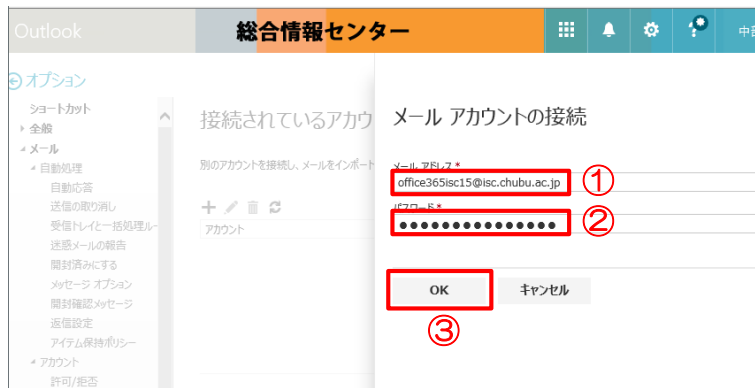 Outlook
総合情報センター
?
中部
オプション
ショートカット
全般
メール
自動処理
自動応答
送信の取り消し
受信トレイと一括処理ルー
迷惑メールの報告
開封済みにする
メッセージ オプション
開封確認メッセージ
返信設定
アイテム保持ポリシー
アカウント
許可/拒否
接続されているアカウ
別のアカウントを接続し、メールをインポート
アカウント
メール アカウントの接続
メール アドレス *
office365isc15@isc.chubu.ac.jp
①
パスワード *
●●●●●●●●●●●●●●●
②
OK
キャンセル
③